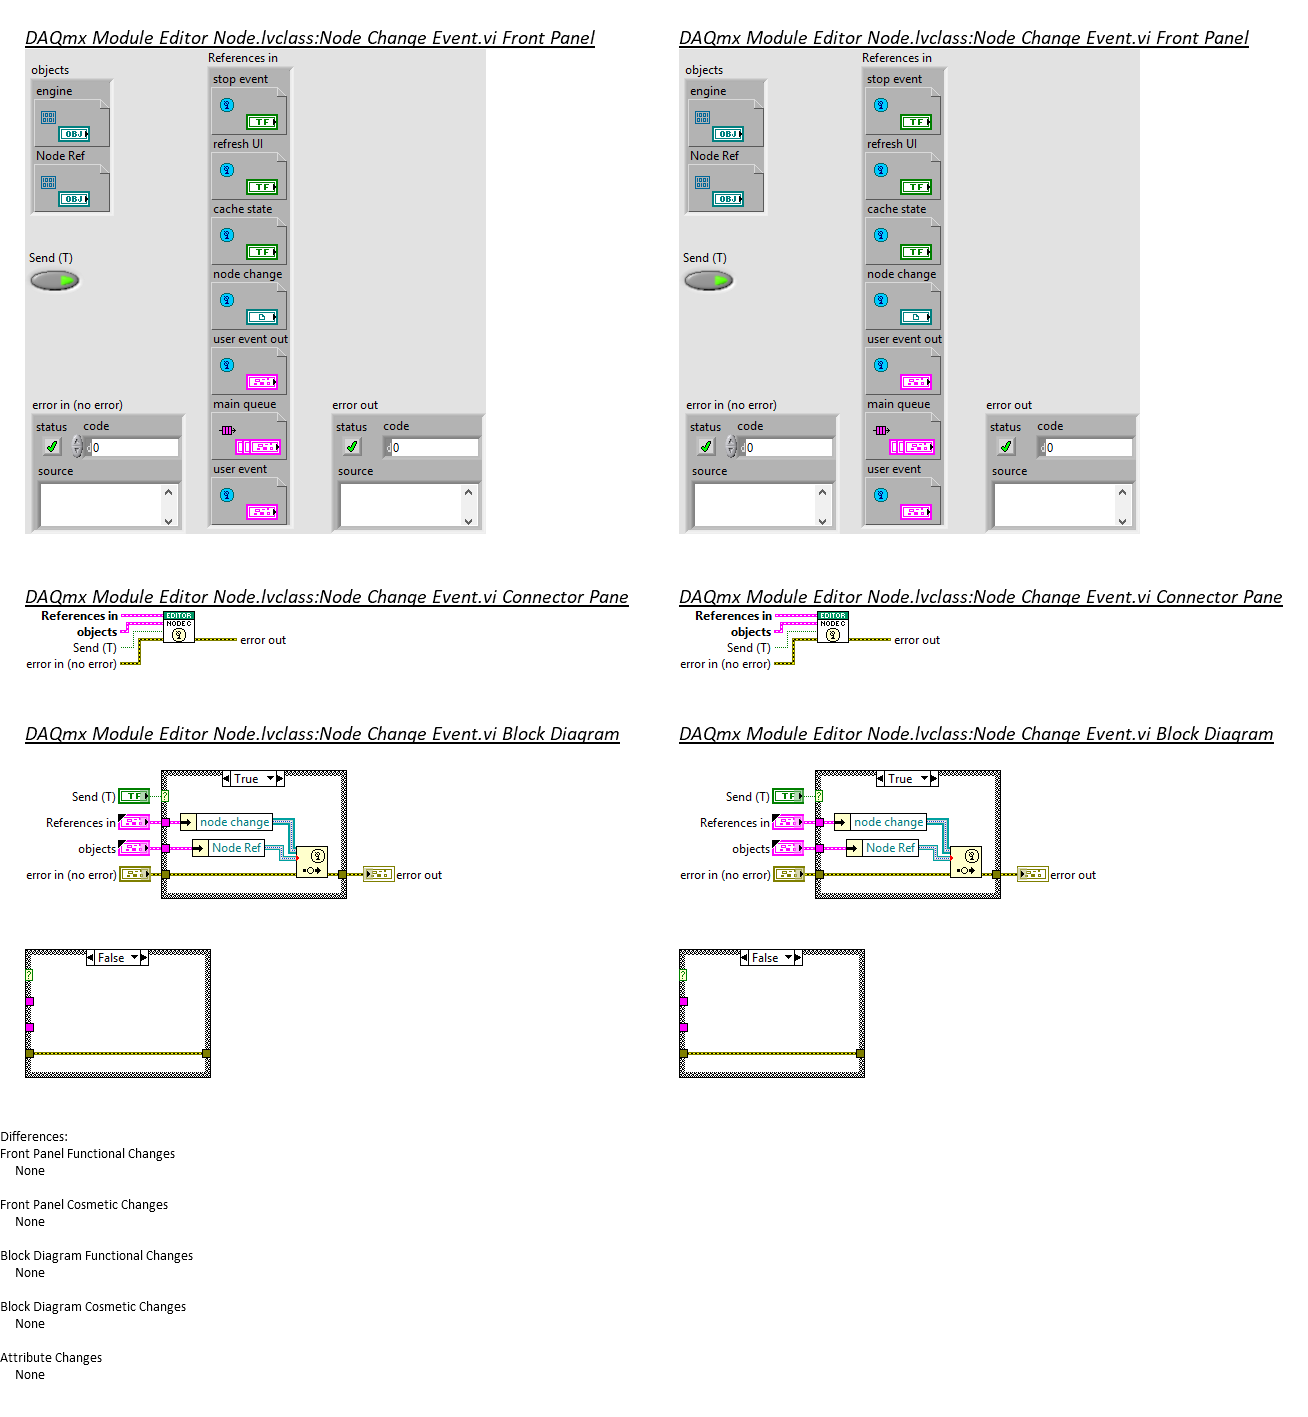 DAQmx Module Editor Node.lvclass:Node Change Event.vi Front Panel
objects
engine
OBJ
Node Ref
OBJ
Send (T)
References in
stop event
TF
refresh UI
TF
cache state
TF
node change
user event out
main queue
user event
error in (no error)
status code
0
source
error out
status code
0
source
DAQmx Module Editor Node.lvclass:Node Change Event.vi Front Panel
objects
engine
OBJ
Node Ref
OBJ
Send (T)
References in
stop event
TF
refresh UI
TF
cache state
TF
node change
user event out
main queue
user event
error in (no error)
status code
0
source
error out
status code
0
source
DAQmx Module Editor Node.lvclass:Node Change Event.vi Connector Pane
References in
objects
Send (T)
error in (no error)
EDITOR
NODE C
error out
DAQmx Module Editor Node.lvclass:Node Change Event.vi Connector Pane
References in
objects
Send (T)
error in (no error)
EDITOR
NODE C
error out
DAQmx Module Editor Node.lvclass:Node Change Event.vi Block Diagram
True
Send (T) TF ?
References in node change
objects Node Ref
error in (no error) error out
False
?
DAQmx Module Editor Node.lvclass:Node Change Event.vi Block Diagram
True
Send (T) TF ?
References in node change
objects Node Ref
error in (no error) error out
False
?
Differences:
Front Panel Functional Changes
None
Front Panel Cosmetic Changes
None
Block Diagram Functional Changes
None
Block Diagram Cosmetic Changes
None
Attribute Changes
None